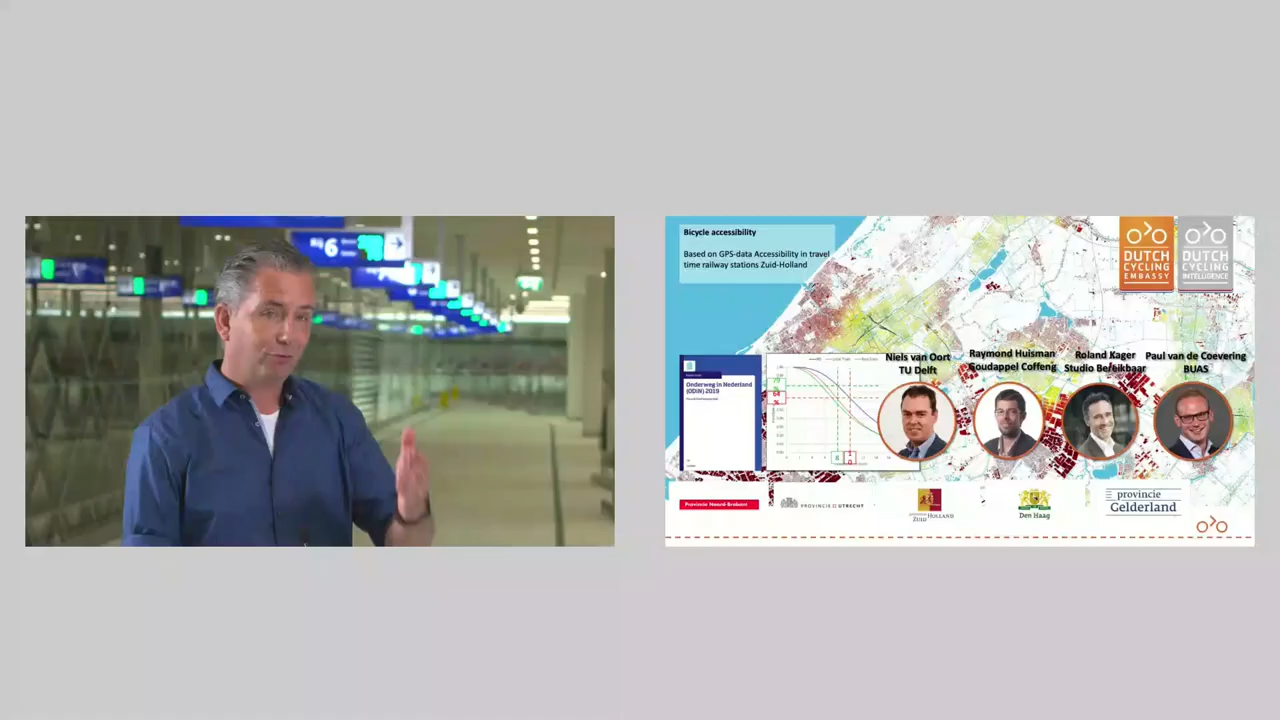 6
Bicycle accessibility
Based on GPS-data Accessibility in travel
time railway stations Zuid-Holland
DUTCH
CYCLING
EMBASSY
DUTCH
CYCLING
INTELLIGENCE
Niels van Oort
TU Delft
Raymond Huisman
Goudappel Coffeng
Roland Kager
Studio Bereikbaar
Paul van de Coevering
BUAS
Onderweg in Nederland
(ODiN) 2019
Provincie Noord-Brabant
PROVINCIE UTRECHT
ZUID HOLLAND
Den Haag
provincie
Gelderland